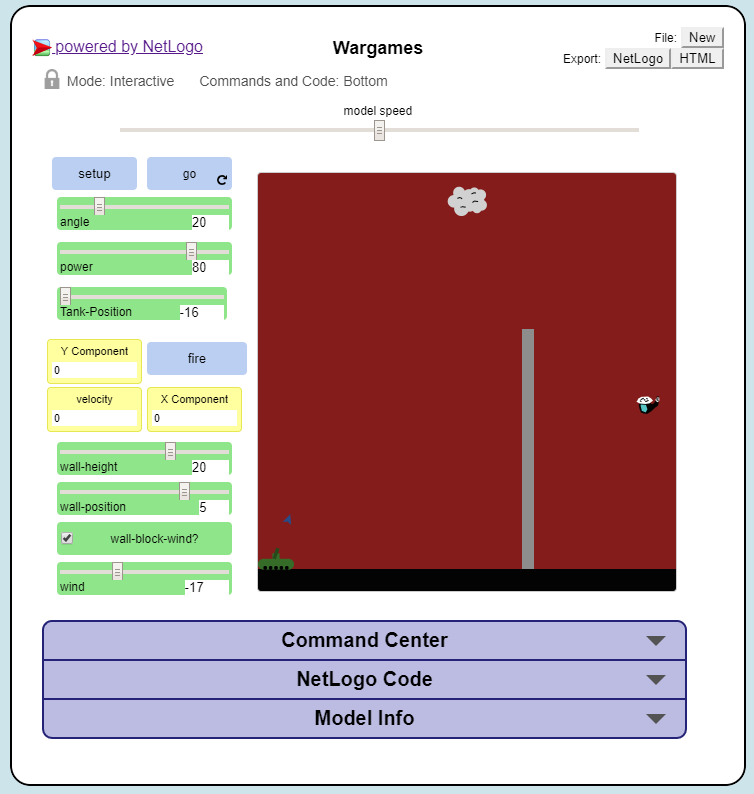 powered by NetLogo
Wargames
File: New
Export: NetLogo HTML
Mode: Interactive Commands and Code: Bottom
model speed
setup
go
angle
20
power
80
Tank-Position
-16
Y Component
0
fire
velocity
0
X Component
0
wall-height
20
wall-position
5
wall-block-wind?
wind
-17
Command Center
NetLogo Code
Model Info